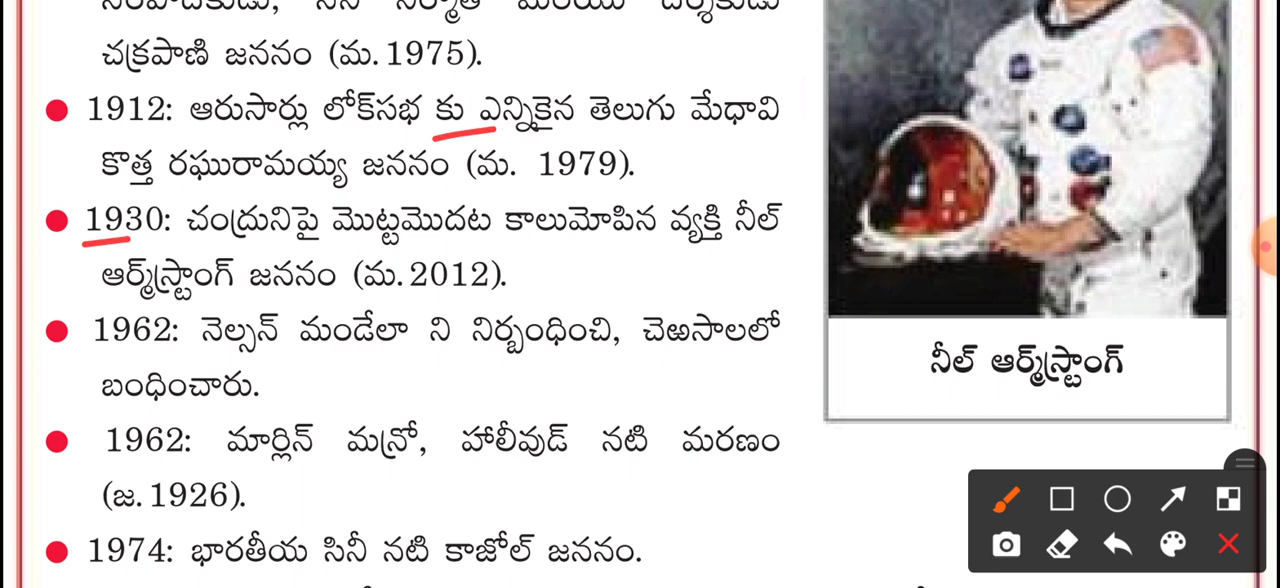 చక్రపాణి జననం (మ.1975).
1912: ఆరుసార్లు లోక్‌సభ కు ఎన్నికైన తెలుగు మేధావి
కొత్త రఘురామయ్య జననం (మ. 1979).
1930: చంద్రునిపై మొట్టమొదట కాలుమోపిన వ్యక్తి నీల్
ఆర్మ్‌స్ట్రాంగ్ జననం (మ.2012).
1962: నెల్సన్ మండేలా ని నిర్బంధించి, చెఱసాలలో
బంధించారు.
1962: మార్లిన్ మన్రో, హాలీవుడ్ నటి మరణం
(జ.1926).
1974: భారతీయ సినీ నటి కాజోల్ జననం.
నీల్ ఆర్మ్‌స్ట్రాంగ్